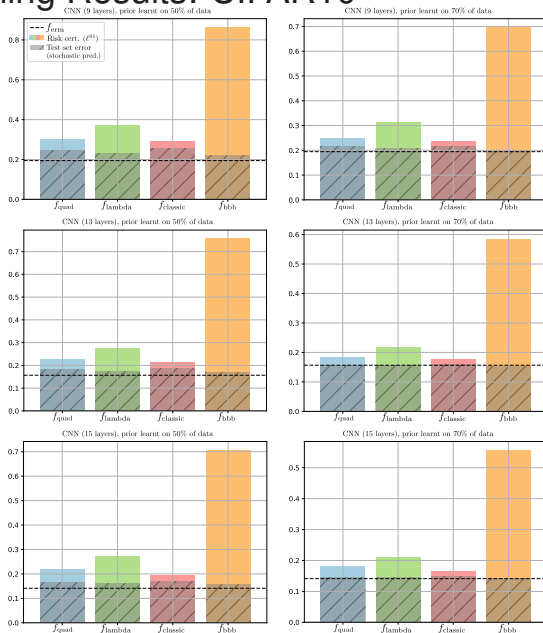 CNN (9 layers), prior learnt on 50% of data
0.8
0.6
0.4
0.2
0.0
f_erm
Risk cert. (ℓ^01)
Test set error
(stochastic pred.)
f_quad f_lambda f_classic f_bbb
CNN (9 layers), prior learnt on 70% of data
0.7
0.6
0.5
0.4
0.3
0.2
0.1
0.0
f_quad f_lambda f_classic f_bbb
CNN (13 layers), prior learnt on 50% of data
0.7
0.6
0.5
0.4
0.3
0.2
0.1
0.0
f_quad f_lambda f_classic f_bbb
CNN (13 layers), prior learnt on 70% of data
0.6
0.5
0.4
0.3
0.2
0.1
0.0
f_quad f_lambda f_classic f_bbb
CNN (15 layers), prior learnt on 50% of data
0.7
0.6
0.5
0.4
0.3
0.2
0.1
0.0
f_quad f_lambda f_classic f_bbb
CNN (15 layers), prior learnt on 70% of data
0.5
0.4
0.3
0.2
0.1
0.0
f_quad f_lambda f_classic f_bbb